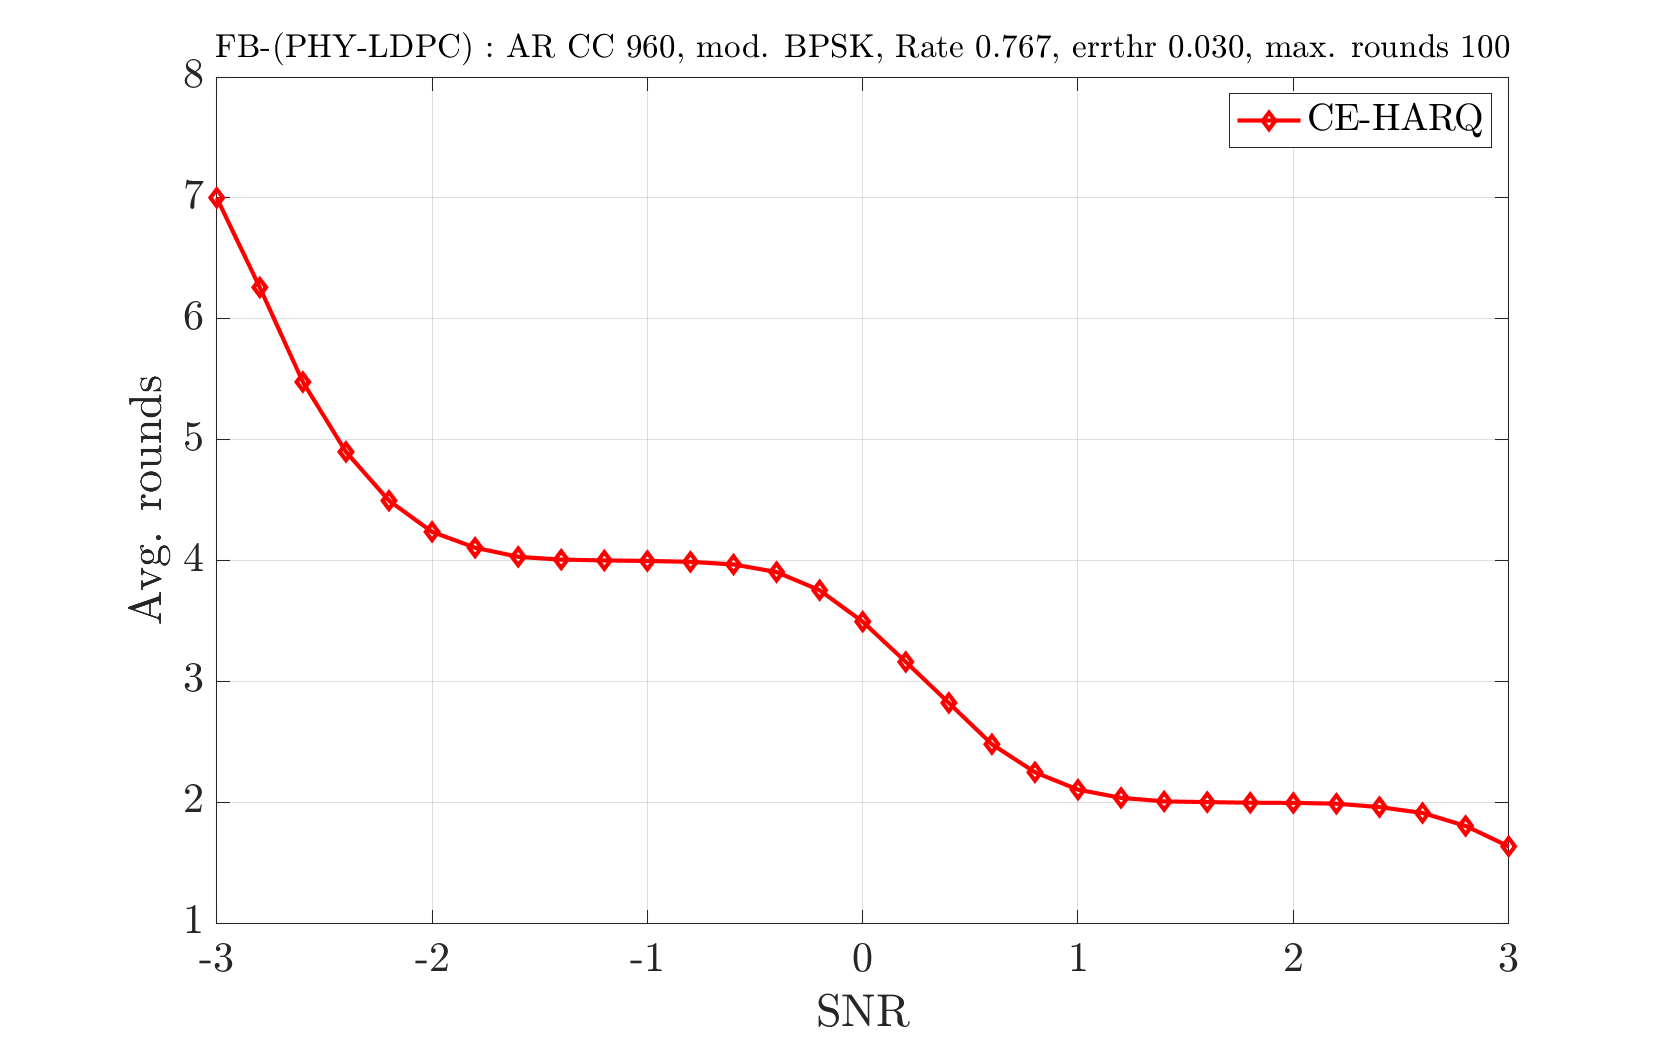 FB-(PHY-LDPC) : AR CC 960, mod. BPSK, Rate 0.767, errthr 0.030, max. rounds 100
CE-HARQ
8
7
6
5
4
3
2
1
Avg. rounds
-3 -2 -1 0 1 2 3
SNR